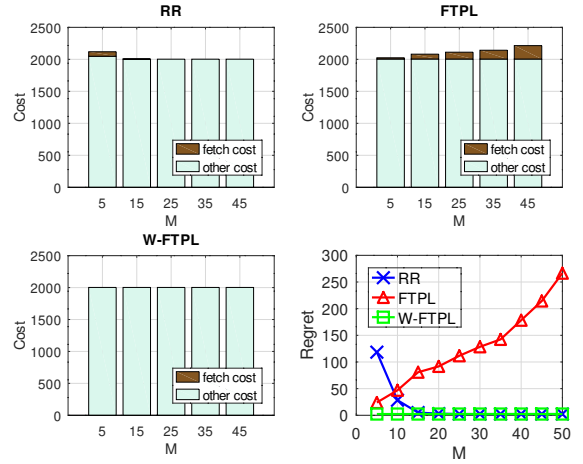 RR
2500
2000
1500
1000
500
0
Cost
fetch cost
other cost
5 15 25 35 45
M
FTPL
2500
2000
1500
1000
500
0
Cost
fetch cost
other cost
5 15 25 35 45
M
W-FTPL
2500
2000
1500
1000
500
0
Cost
fetch cost
other cost
5 15 25 35 45
M
300
250
200
150
100
50
0
Regret
RR
FTPL
W-FTPL
0 10 20 30 40 50
M